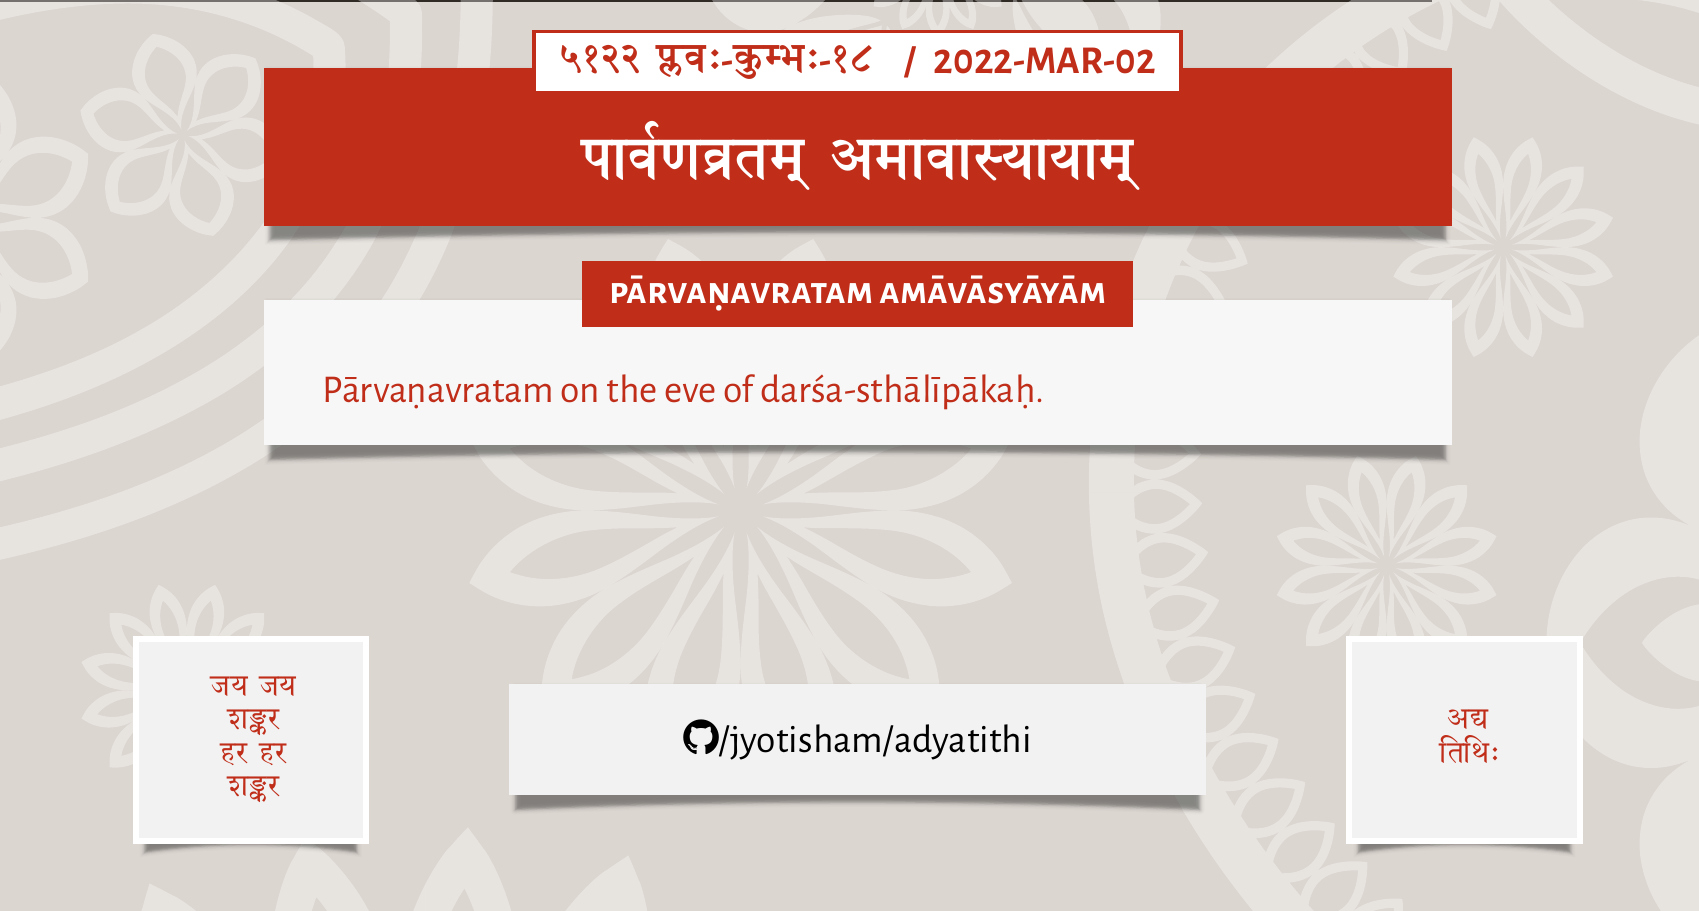 ५१२२ प्लवः-कुम्भः-१८ / 2022-MAR-02
पार्वणव्रतम् अमावास्यायाम्
PĀRVAṆAVRATAM AMĀVĀSYĀYĀM
Pārvaṇavratam on the eve of darśa-sthālīpākaḥ.
जय जय
शङ्कर
हर हर
शङ्कर
/jyotisham/adyatithi
अद्य
तिथिः